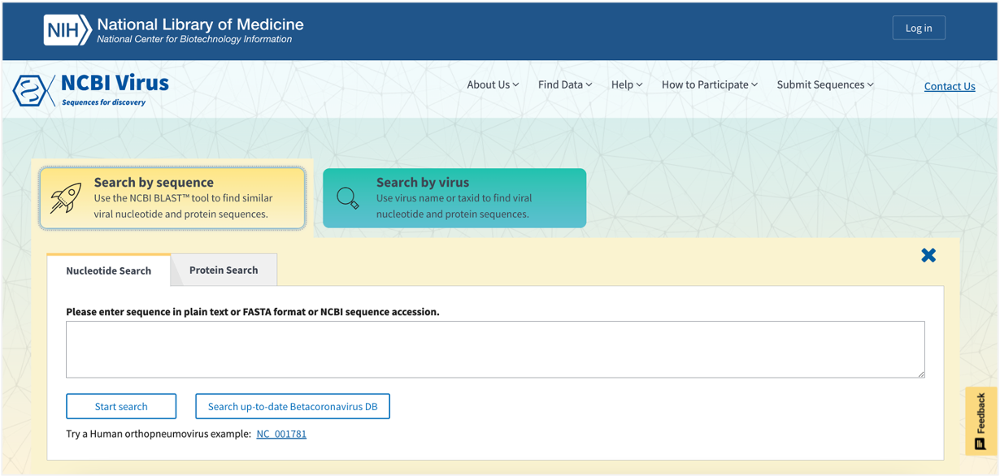 NIH
National Library of Medicine
National Center for Biotechnology Information
Log in
NCBI Virus
Sequences for discovery
About Us
Find Data
Help
How to Participate
Submit Sequences
Contact Us
Search by sequence
Use the NCBI BLAST™ tool to find similar
viral nucleotide and protein sequences.
Search by virus
Use virus name or taxid to find viral
nucleotide and protein sequences.
Nucleotide Search
Protein Search
Please enter sequence in plain text or FASTA format or NCBI sequence accession.
Start search
Search up-to-date Betacoronavirus DB
Try a Human orthopneumovirus example: NC_001781
Feedback